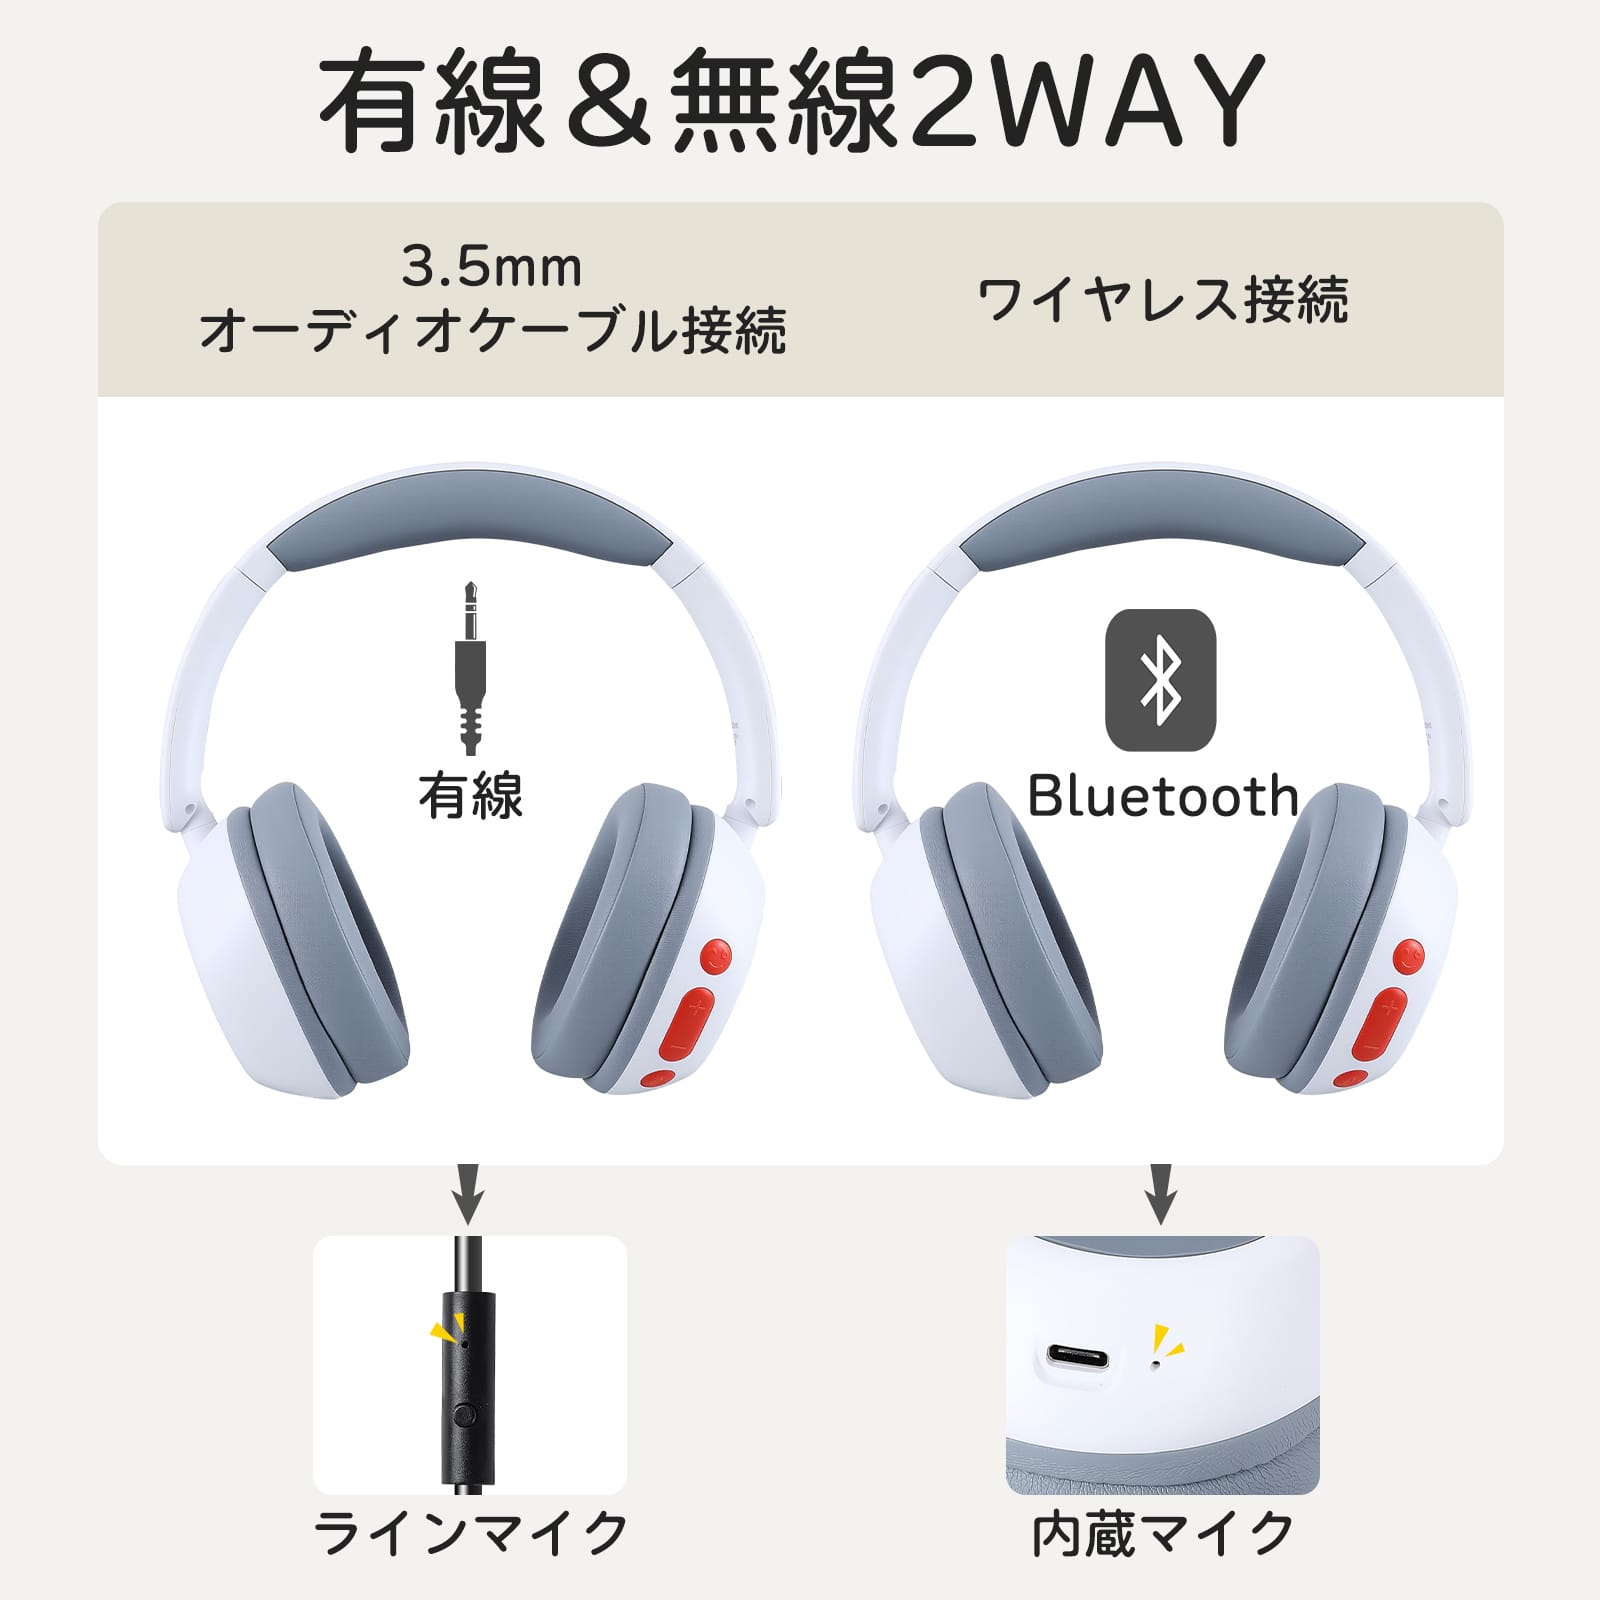 有線＆無線2WAY
3.5mm
オーディオケーブル接続
ワイヤレス接続
有線
Bluetooth
ラインマイク
内蔵マイク